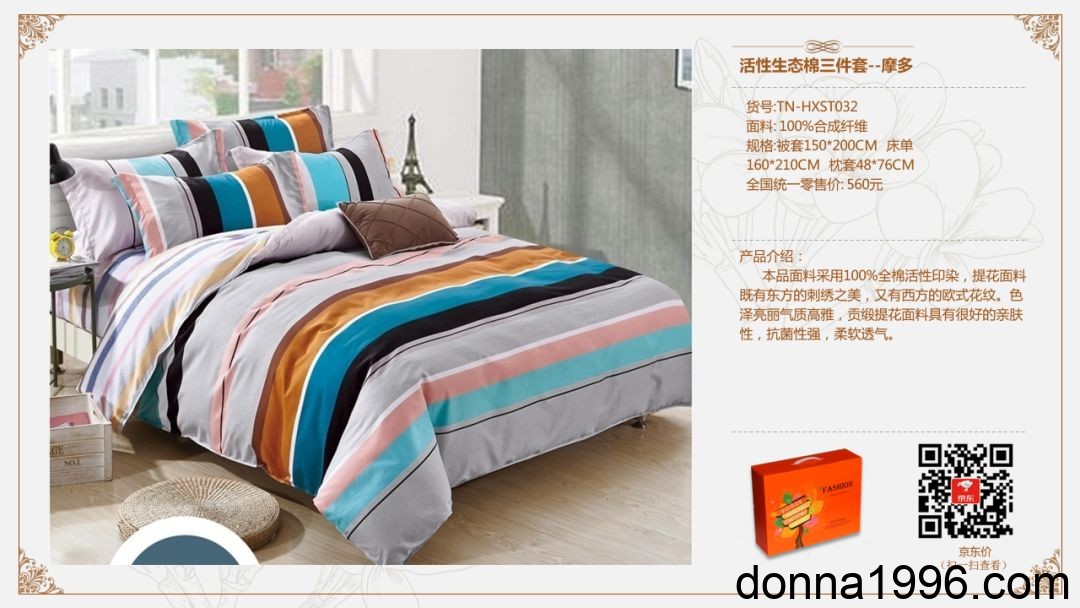 活性生态棉三件套--摩多
货号:TN-HXST032
面料: 100%合成纤维
规格:被套150*200CM 床单
160*210CM 枕套48*76CM
全国统一零售价: 560元
产品介绍：
本品面料采用100%全棉活性印染，提花面料
既有东方的刺绣之美，又有西方的欧式花纹。色
泽亮丽气质高雅，贡缎提花面料具有很好的亲肤
性，抗菌性强，柔软透气。
FASHION
京东
京东价
（扫一扫查看）
NO.1
donna1996.com